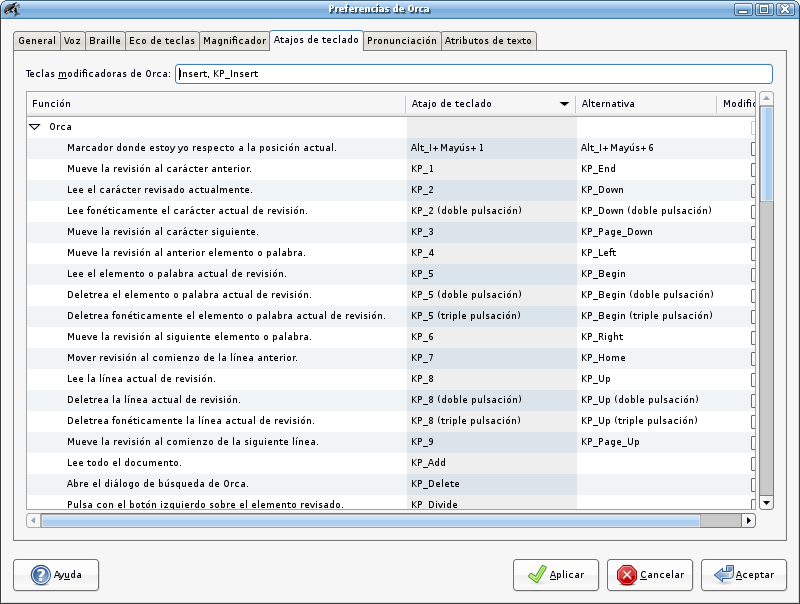 Preferencias de Orca
General Voz Braille Eco de teclas Magnificador Atajos de teclado Pronunciación Atributos de texto
Teclas modificadoras de Orca: Insert, KP_Insert
Función Atajo de teclado Alternativa Modific
Orca
Marcador donde estoy yo respecto a la posición actual. Alt_I+Mayús+1 Alt_I+Mayús+6
Mueve la revisión al carácter anterior. KP_1 KP_End
Lee el carácter revisado actualmente. KP_2 KP_Down
Lee fonéticamente el carácter actual de revisión. KP_2 (doble pulsación) KP_Down (doble pulsación)
Mueve la revisión al carácter siguiente. KP_3 KP_Page_Down
Mueve la revisión al anterior elemento o palabra. KP_4 KP_Left
Lee el elemento o palabra actual de revisión. KP_5 KP_Begin
Deletrea el elemento o palabra actual de revisión. KP_5 (doble pulsación) KP_Begin (doble pulsación)
Deletrea fonéticamente el elemento o palabra actual de revisión. KP_5 (triple pulsación) KP_Begin (triple pulsación)
Mueve la revisión al siguiente elemento o palabra. KP_6 KP_Right
Mover revisión al comienzo de la línea anterior. KP_7 KP_Home
Lee la línea actual de revisión. KP_8 KP_Up
Deletrea la línea actual de revisión. KP_8 (doble pulsación) KP_Up (doble pulsación)
Deletrea fonéticamente la línea actual de revisión. KP_8 (triple pulsación) KP_Up (triple pulsación)
Mueve la revisión al comienzo de la siguiente línea. KP_9 KP_Page_Up
Lee todo el documento. KP_Add
Abre el diálogo de búsqueda de Orca. KP_Delete
Pulsa con el botón izquierdo sobre el elemento revisado. KP_Divide
Ayuda Aplicar Cancelar Aceptar